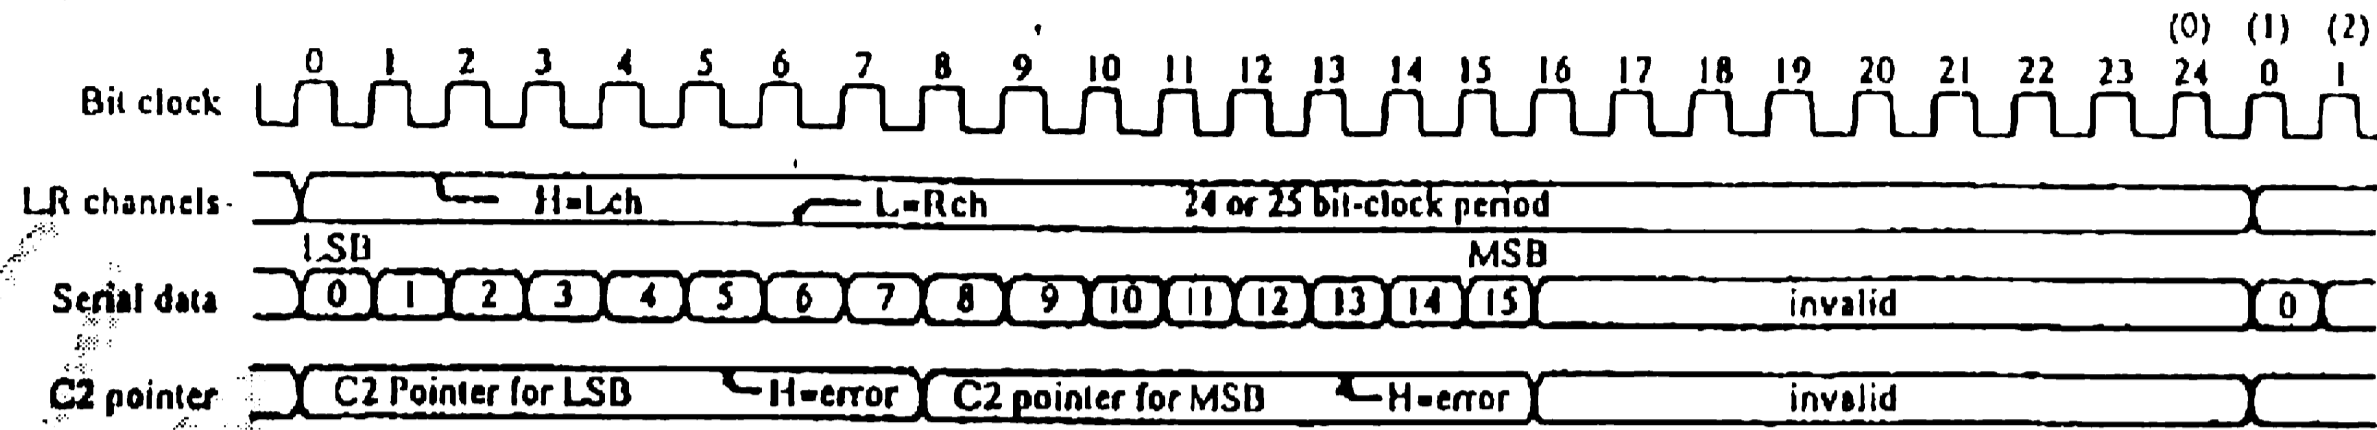 (0) (1) (2)
0 1 2 3 4 5 6 7 8 9 10 11 12 13 14 15 16 17 18 19 20 21 22 23 24 0 1
Bit clock
LR channels-
H=Lch
L=Rch
24 or 25 bit-clock period
LSB
MSB
Serial data
0 1 2 3 4 5 6 7 8 9 10 11 12 13 14 15 invalid 0
C2 pointer
C2 Pointer for LSB
H=error
C2 pointer for MSB
H=error
invalid